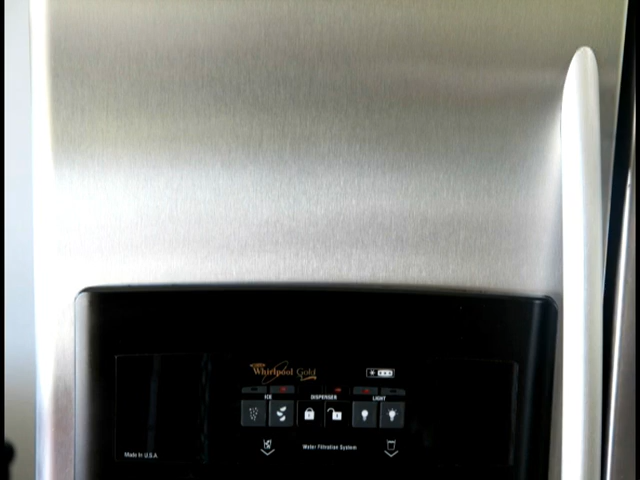 Whirlpool Gold
ICE DISPENSER LIGHT
Water Filtration System
Made In U.S.A.